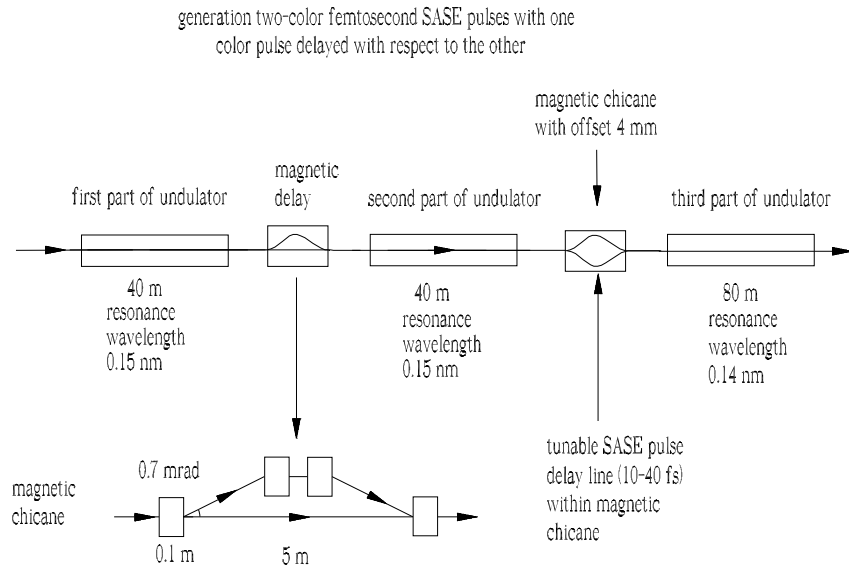 generation two-color femtosecond SASE pulses with one
color pulse delayed with respect to the other
magnetic chicane
with offset 4 mm
magnetic
delay
first part of undulator
second part of undulator
third part of undulator
40 m
resonance
wavelength
0.15 nm
40 m
resonance
wavelength
0.15 nm
80 m
resonance
wavelength
0.14 nm
tunable SASE pulse
delay line (10-40 fs)
within magnetic
chicane
magnetic
chicane
0.7 mrad
0.1 m
5 m